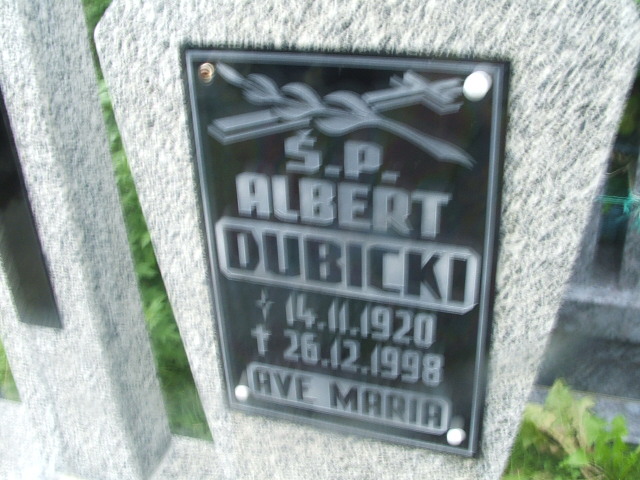 Ś.P.
ALBERT
DUBICKI
14.11.1920
✝ 26.12.1998
AVE MARIA